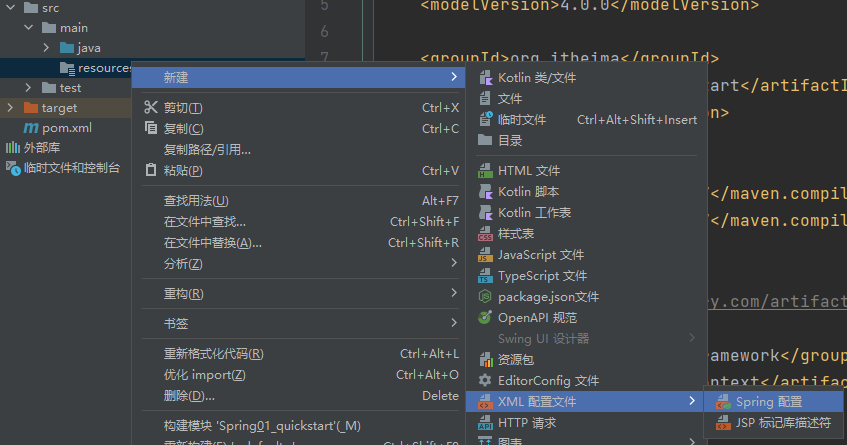 src
main
java
resources
test
target
pom.xml
外部库
临时文件和控制台
5
6
7
<modelVersion>4.0.0</modelVersion>
<groupId>org.itheima</groupId>
art</artifactI
on>
</maven.compil
</maven.compil
y.com/artifact
ramework</group
ntext</artifac
新建
剪切(T) Ctrl+X
复制(C) Ctrl+C
复制路径/引用...
粘贴(P) Ctrl+V
查找用法(U) Alt+F7
在文件中查找... Ctrl+Shift+F
在文件中替换(A)... Ctrl+Shift+R
分析(Z)
重构(R)
书签
重新格式化代码(R) Ctrl+Alt+L
优化 import(Z) Ctrl+Alt+O
删除(D)... Delete
构建模块 'Spring01_quickstart'(_M)
Kotlin 类/文件
文件
临时文件 Ctrl+Alt+Shift+Insert
目录
HTML 文件
Kotlin 脚本
Kotlin 工作表
样式表
JavaScript 文件
TypeScript 文件
package.json文件
OpenAPI 规范
Swing UI 设计器
资源包
EditorConfig 文件
XML 配置文件
HTTP 请求
图表
Spring 配置
JSP 标记库描述符